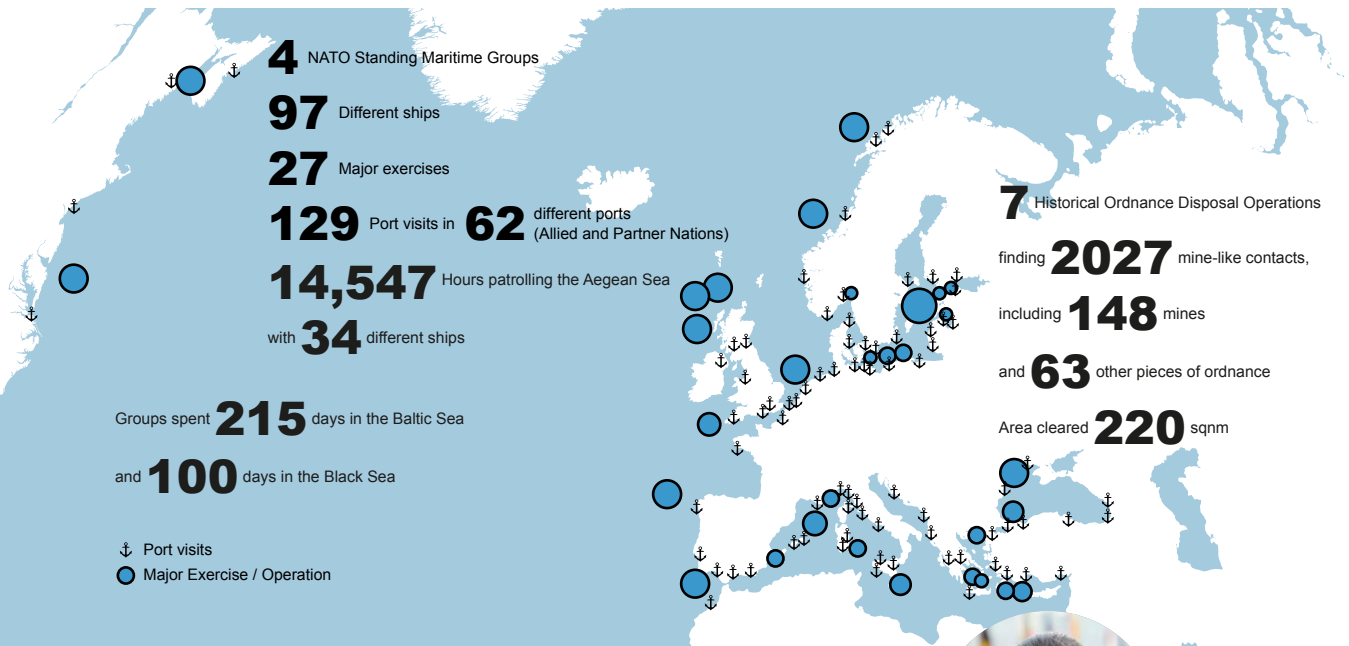 4 NATO Standing Maritime Groups
97 Different ships
27 Major exercises
129 Port visits in 62 different ports
(Allied and Partner Nations)
14,547 Hours patrolling the Aegean Sea
with 34 different ships
Groups spent 215 days in the Baltic Sea
and 100 days in the Black Sea
Port visits
Major Exercise / Operation
7 Historical Ordnance Disposal Operations
finding 2027 mine-like contacts,
including 148 mines
and 63 other pieces of ordnance
Area cleared 220 sqnm